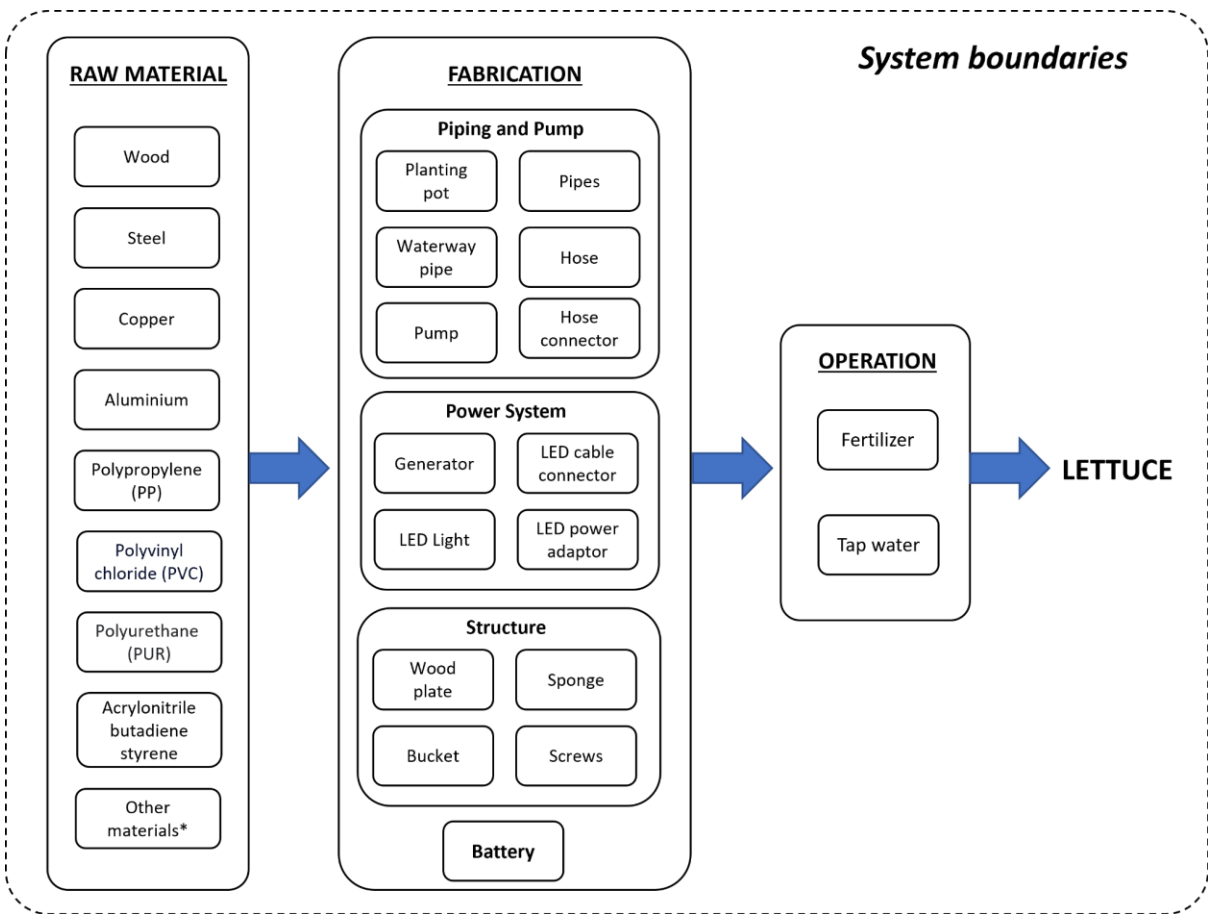 System boundaries
RAW MATERIAL
Wood
Steel
Copper
Aluminium
Polypropylene
(PP)
Polyvinyl
chloride (PVC)
Polyurethane
(PUR)
Acrylonitrile
butadiene
styrene
Other
materials*
FABRICATION
Piping and Pump
Planting
pot
Pipes
Waterway
pipe
Hose
Pump
Hose
connector
Power System
Generator
LED cable
connector
LED Light
LED power
adaptor
Structure
Wood
plate
Sponge
Bucket
Screws
Battery
OPERATION
Fertilizer
Tap water
LETTUCE